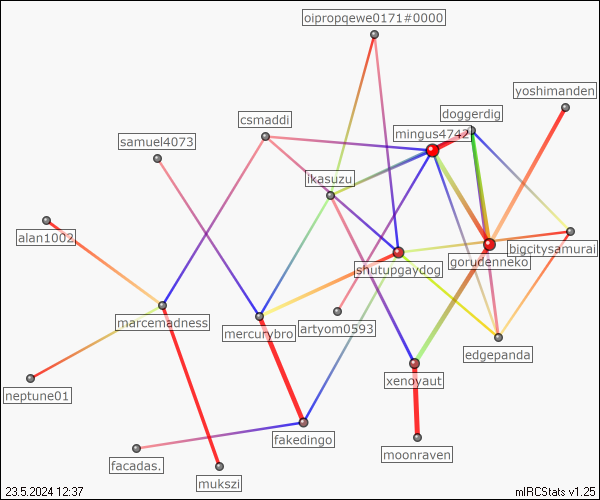 oipropqewe0171#0000
yoshimanden
doggerdig
csmaddi
mingus4742
samuel4073
ikasuzu
alan1002
bigcitysamurai
gorudenneko
shutupgaydog
marcemadness
mercurybro
artyom0593
edgepanda
xenoyaut
neptune01
fakedingo
moonraven
facadas.
mukszi
23.5.2024 12:37
mIRCStats v1.25